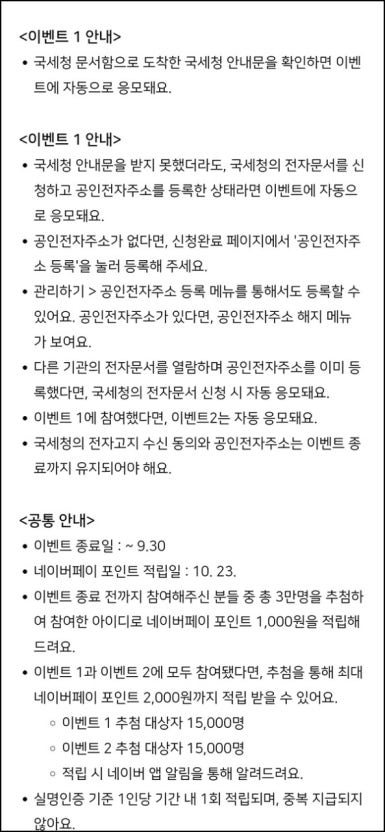 <이벤트 1 안내>
• 국세청 문서함으로 도착한 국세청 안내문을 확인하면 이벤
트에 자동으로 응모돼요.
<이벤트 1 안내>
• 국세청 안내문을 받지 못했더라도, 국세청의 전자문서를 신
청하고 공인전자주소를 등록한 상태라면 이벤트에 자동으
로 응모돼요.
• 공인전자주소가 없다면, 신청완료 페이지에서 '공인전자주
소 등록'을 눌러 등록해 주세요.
• 관리하기 > 공인전자주소 등록 메뉴를 통해서도 등록할 수
있어요. 공인전자주소가 있다면, 공인전자주소 해지 메뉴
가 보여요.
• 다른 기관의 전자문서를 열람하며 공인전자주소를 이미 등
록했다면, 국세청의 전자문서 신청 시 자동 응모돼요.
• 이벤트 1에 참여했다면, 이벤트2는 자동 응모돼요.
• 국세청의 전자고지 수신 동의와 공인전자주소는 이벤트 종
료까지 유지되어야 해요.
<공통 안내>
• 이벤트 종료일 : ~ 9.30
• 네이버페이 포인트 적립일 : 10. 23.
• 이벤트 종료 전까지 참여해주신 분들 중 총 3만명을 추첨하
여 참여한 아이디로 네이버페이 포인트 1,000원을 적립해
드려요.
• 이벤트 1과 이벤트 2에 모두 참여됐다면, 추첨을 통해 최대
네이버페이 포인트 2,000원까지 적립 받을 수 있어요.
◦ 이벤트 1 추첨 대상자 15,000명
◦ 이벤트 2 추첨 대상자 15,000명
◦ 적립 시 네이버 앱 알림을 통해 알려드려요.
• 실명인증 기준 1인당 기간 내 1회 적립되며, 중복 지급되지
않아요.